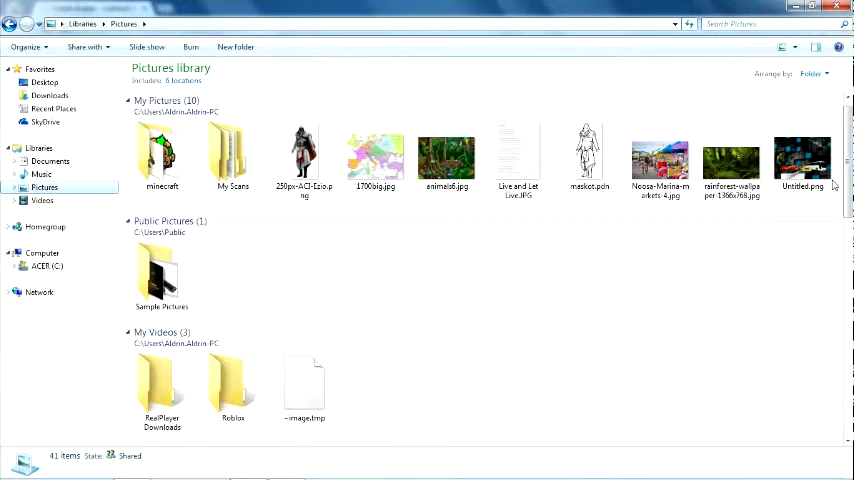 Libraries Pictures
Search Pictures
Organize Share with Slide show Burn New folder
Favorites
Desktop
Downloads
Recent Places
SkyDrive
Libraries
Documents
Music
Pictures
Videos
Homegroup
Computer
ACER (C:)
Network
Pictures library
Includes: 6 locations
Arrange by: Folder
My Pictures (10)
C:\Users\Aldrin.Aldrin-PC
minecraft
My Scans
250px-ACI-Ezio.p
ng
1700big.jpg
animals6.jpg
Live and Let
Live.JPG
maskot.pdn
Noosa-Marina-m
arkets-4.jpg
rainforest-wallpa
per-1366x768.jpg
Untitled.png
Public Pictures (1)
C:\Users\Public
Sample Pictures
My Videos (3)
C:\Users\Aldrin.Aldrin-PC
RealPlayer
Downloads
Roblox
~image.tmp
41 items State: Shared